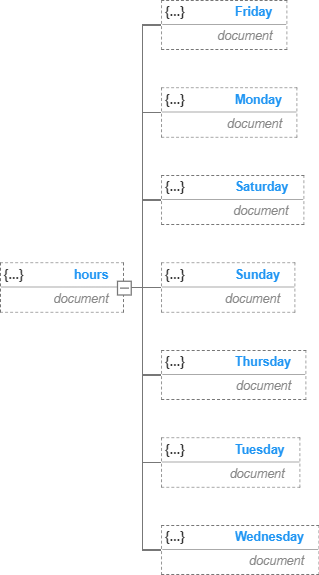 {...} Friday
document
{...} Monday
document
{...} Saturday
document
{...} hours
document
{...} Sunday
document
{...} Thursday
document
{...} Tuesday
document
{...} Wednesday
document